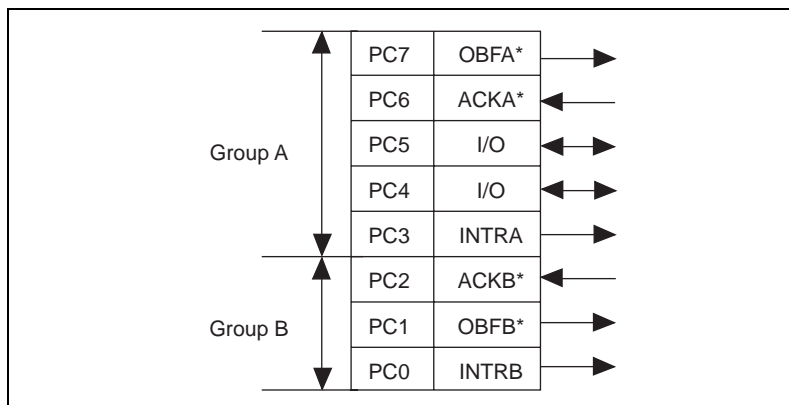 PC7 OBFA*
PC6 ACKA*
Group A
PC5 I/O
PC4 I/O
PC3 INTRA
PC2 ACKB*
Group B
PC1 OBFB*
PC0 INTRB